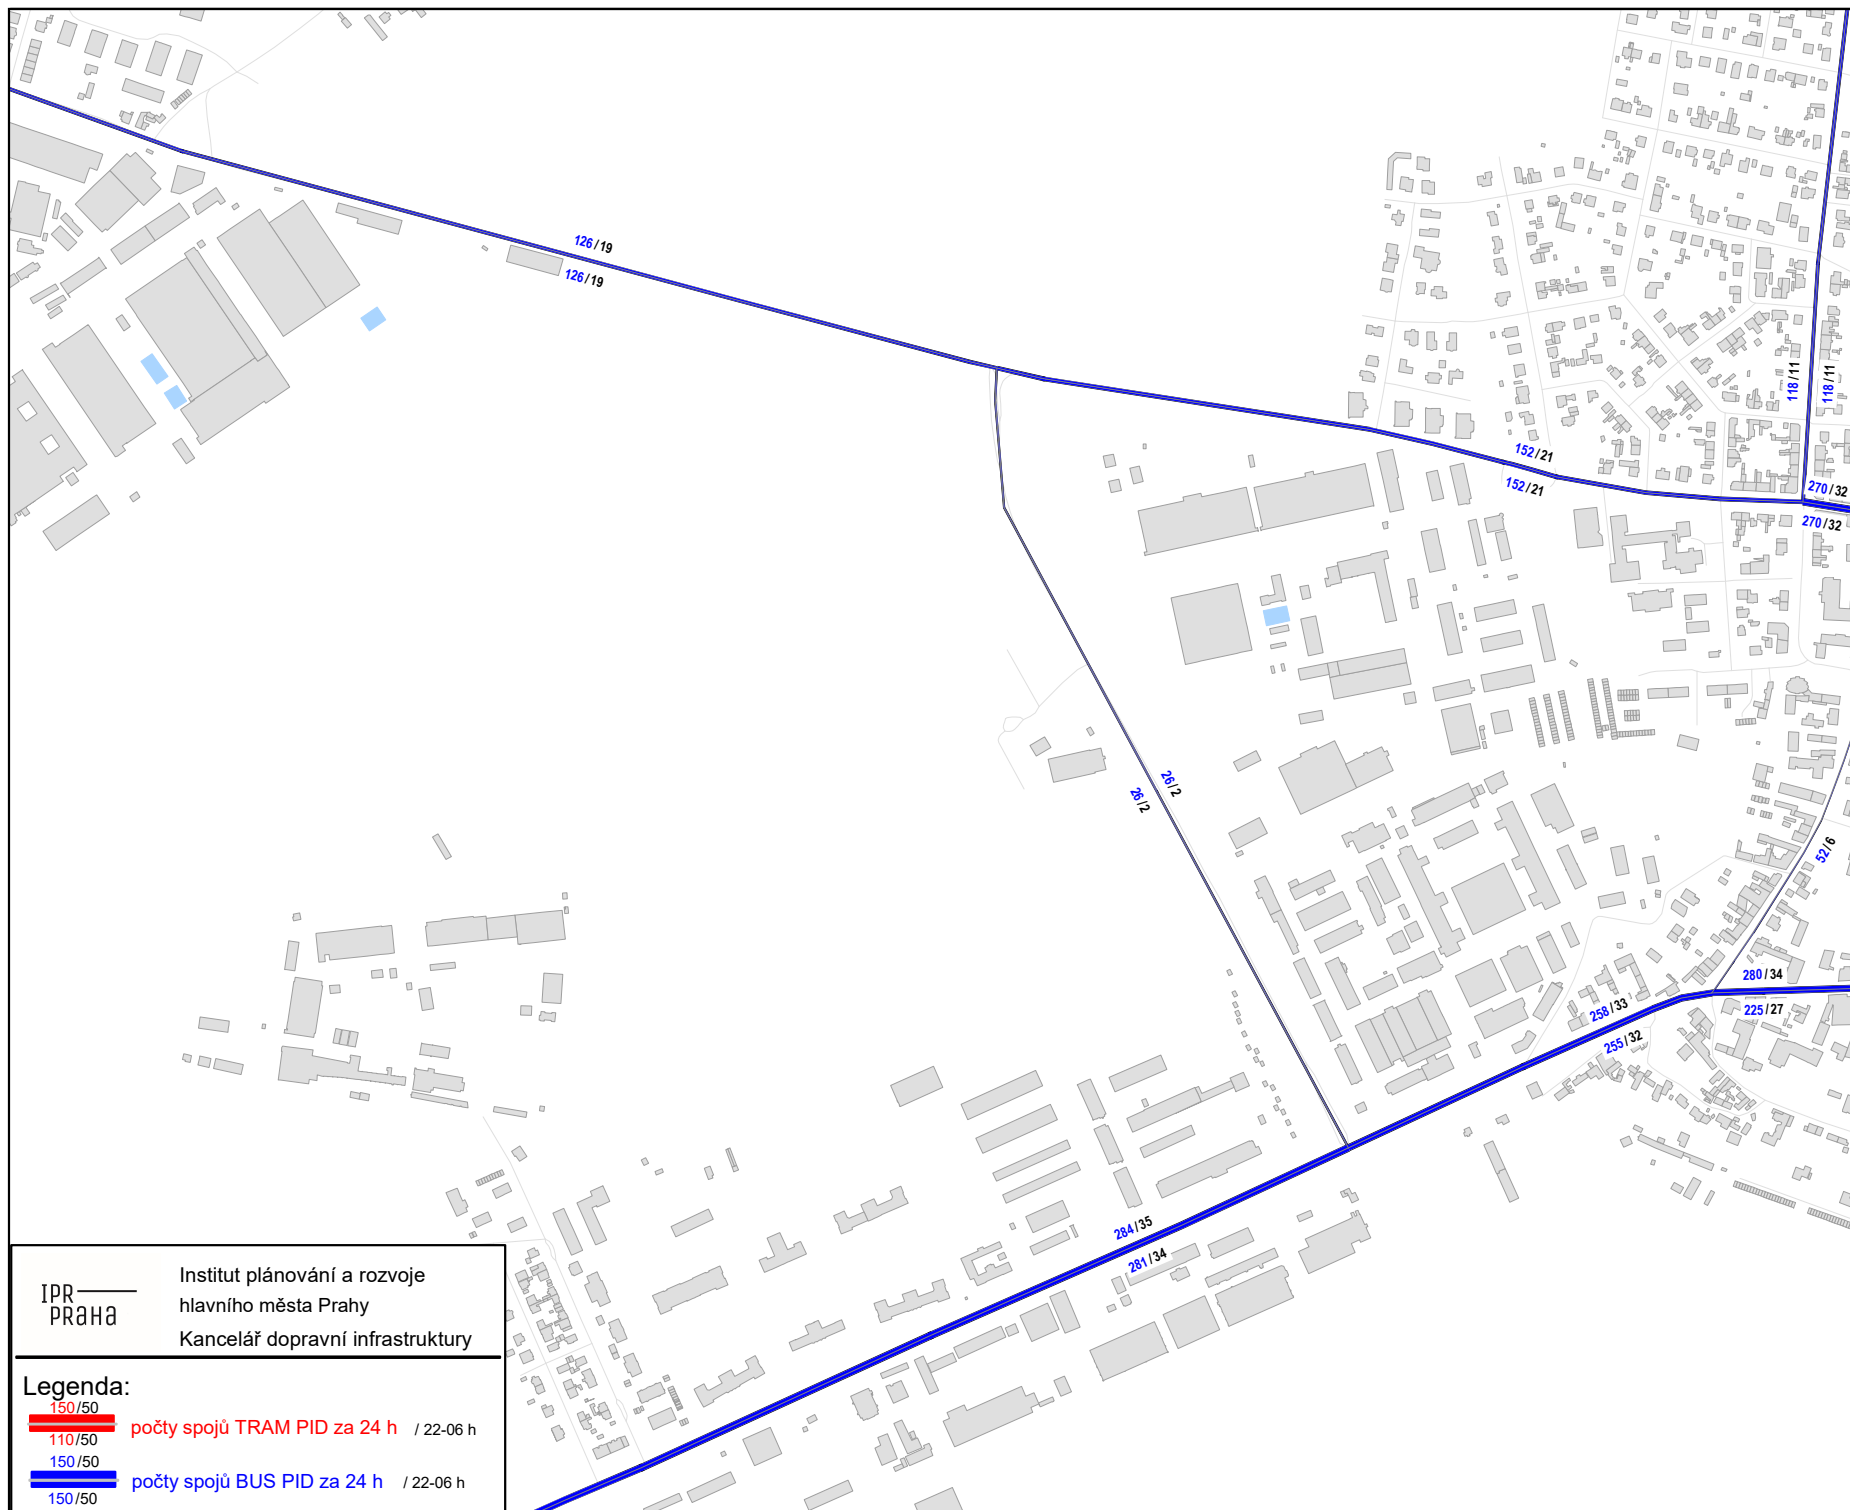 126/19
126/19
118/11
118/11
152/21
152/21
270/32
270/32
26/2
26/2
52/6
280/34
225/27
258/33
255/32
284/35
281/34
IPR
PRAHA
Institut plánování a rozvoje
hlavního města Prahy
Kancelář dopravní infrastruktury
Legenda:
150/50
počty spojů TRAM PID za 24 h / 22-06 h
110/50
150/50
počty spojů BUS PID za 24 h / 22-06 h
150/50